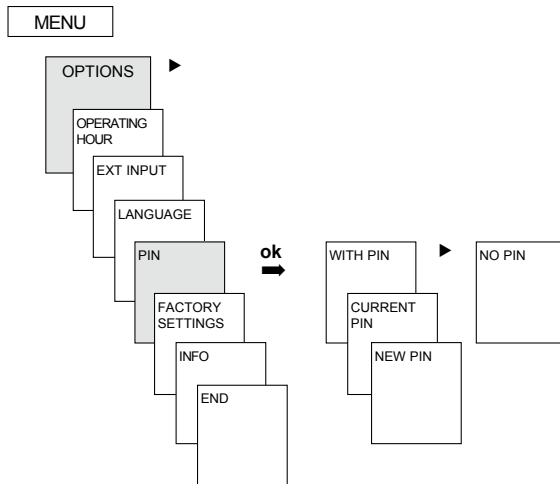 MENU
OPTIONS
OPERATING
HOUR
EXT INPUT
LANGUAGE
PIN
FACTORY
SETTINGS
INFO
END
ok
WITH PIN
CURRENT
PIN
NEW PIN
NO PIN